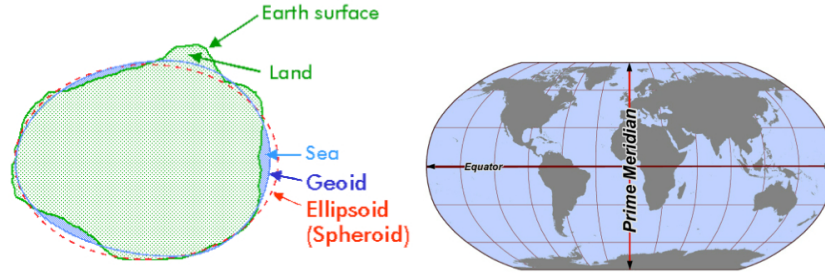 Earth surface
Land
Sea
Geoid
Ellipsoid
(Spheroid)
Equator
Prime Meridian